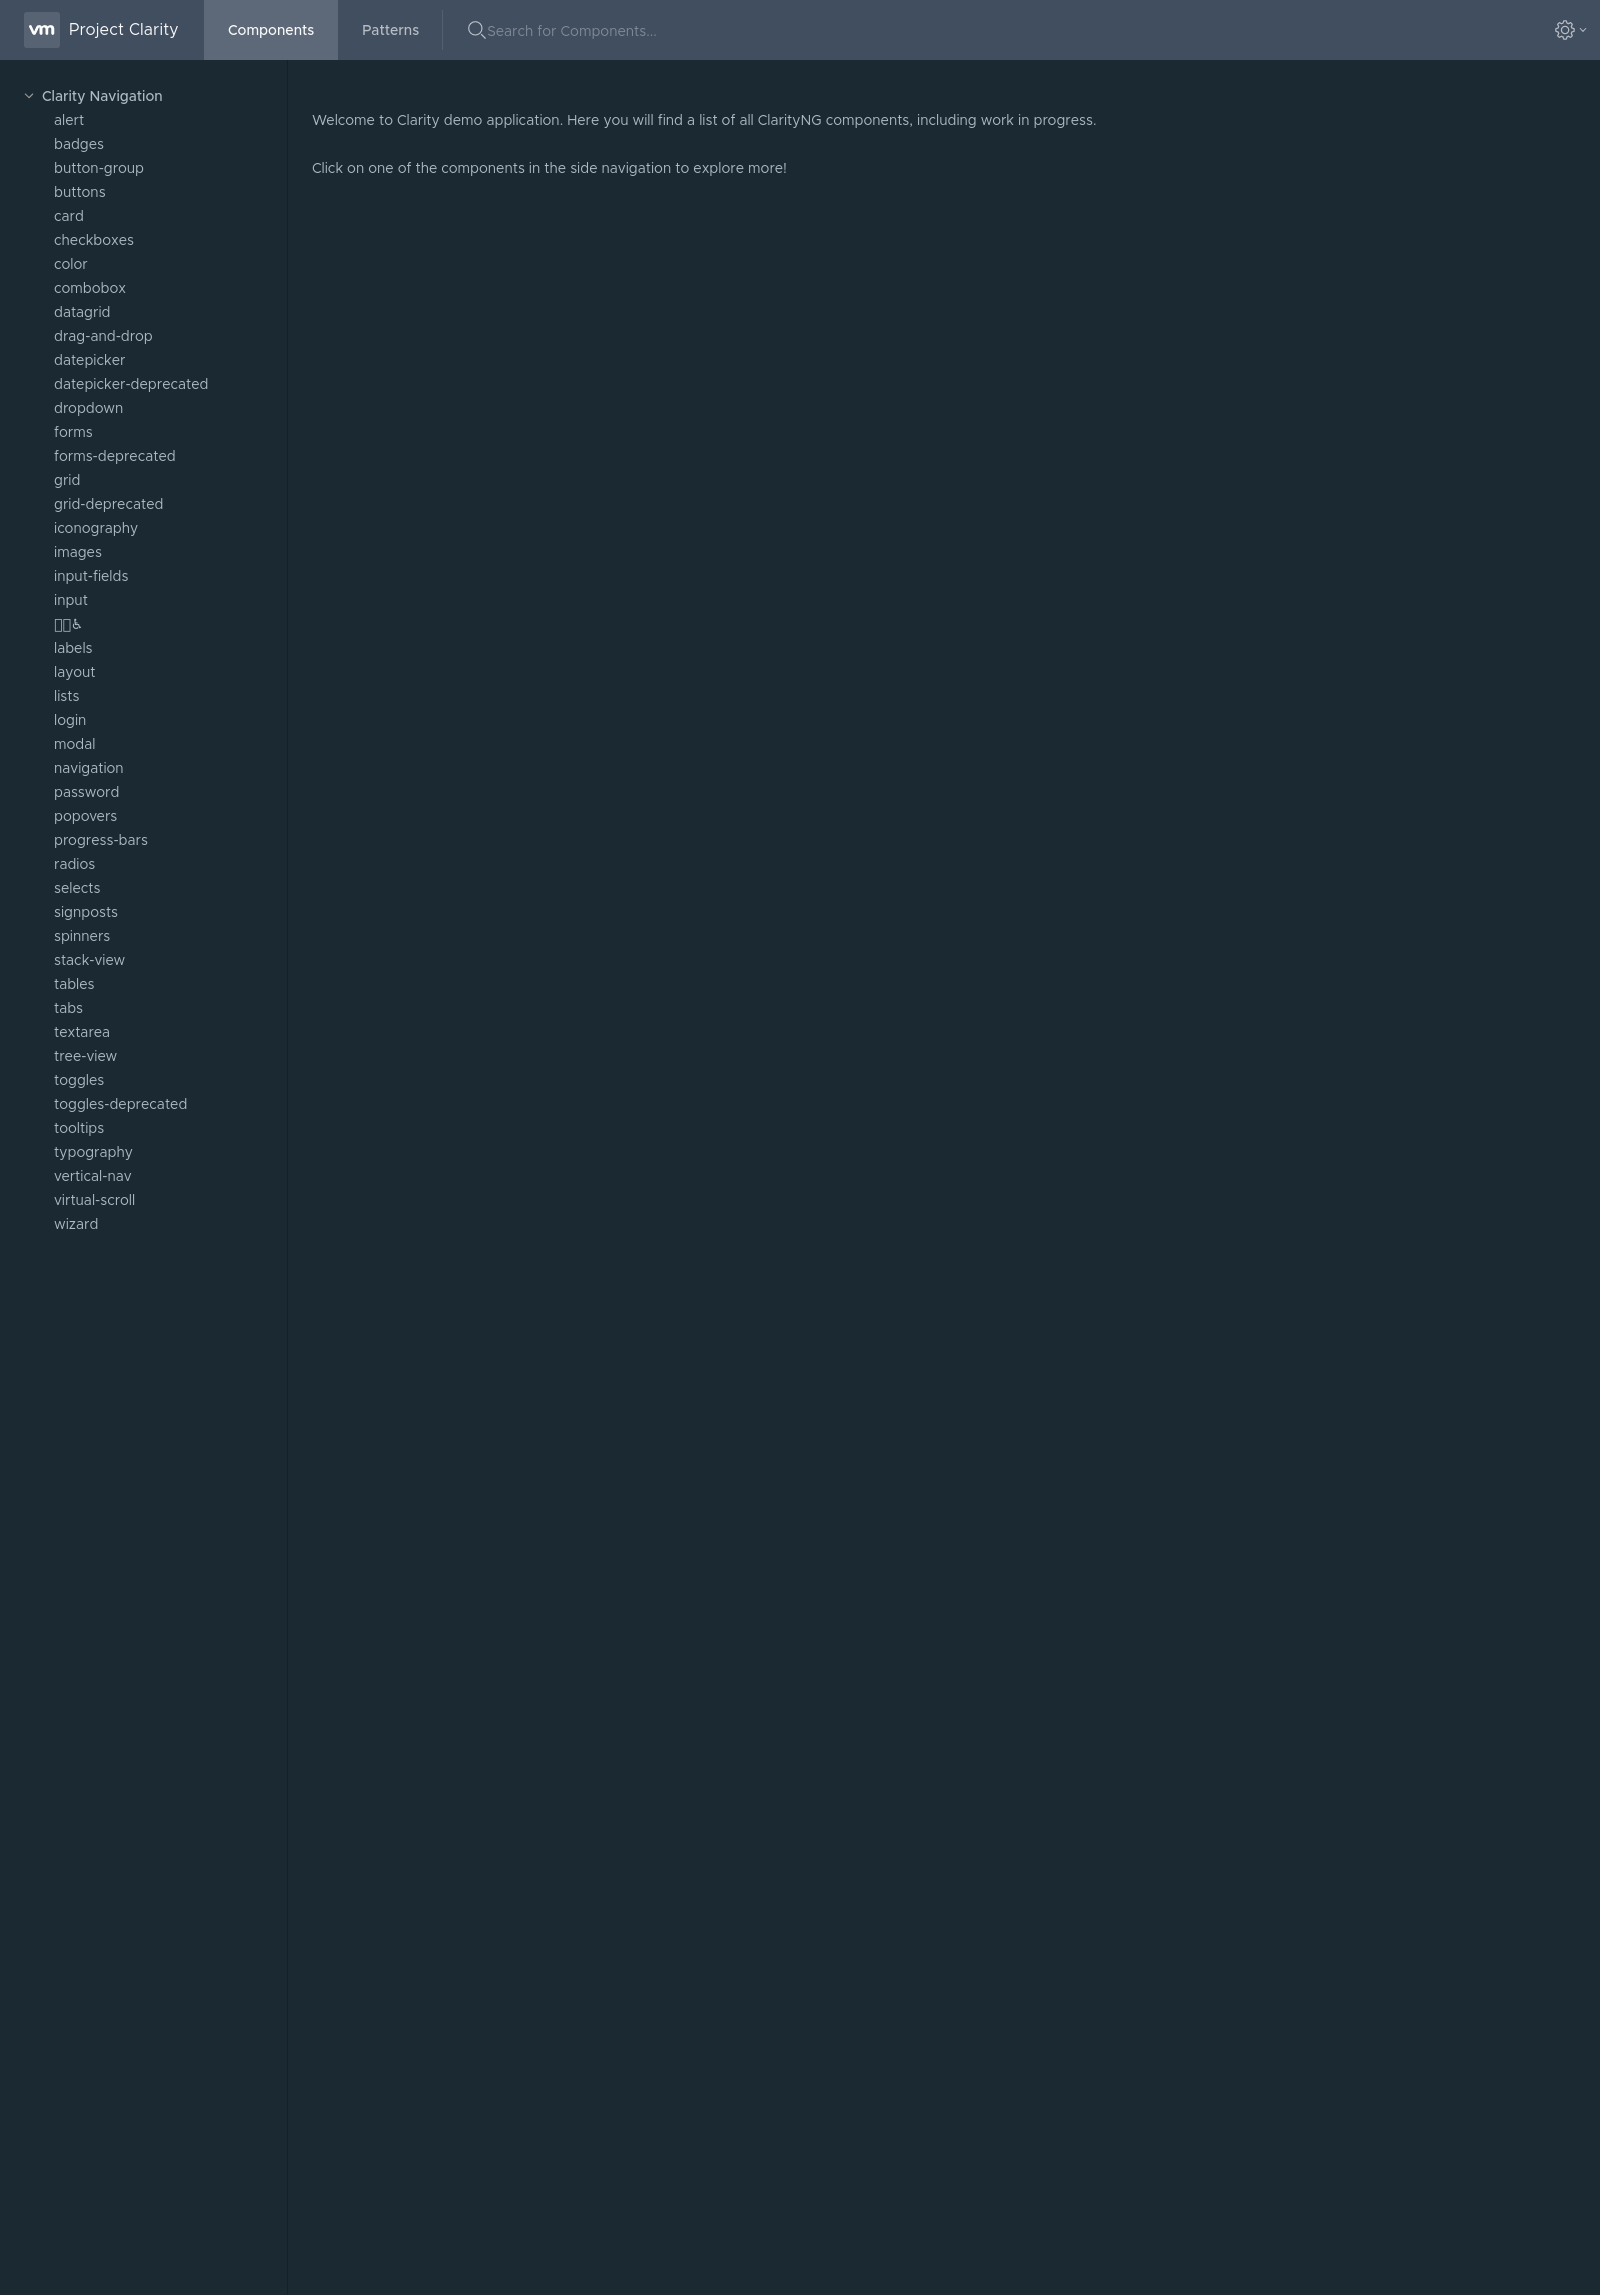 vm Project Clarity Components Patterns Search for Components...
Clarity Navigation
alert
Welcome to Clarity demo application. Here you will find a list of all ClarityNG components, including work in progress.
badges
button-group
Click on one of the components in the side navigation to explore more!
buttons
card
checkboxes
color
combobox
datagrid
drag-and-drop
datepicker
datepicker-deprecated
dropdown
forms
forms-deprecated
grid
grid-deprecated
iconography
images
input-fields
input
♿
labels
layout
lists
login
modal
navigation
password
popovers
progress-bars
radios
selects
signposts
spinners
stack-view
tables
tabs
textarea
tree-view
toggles
toggles-deprecated
tooltips
typography
vertical-nav
virtual-scroll
wizard